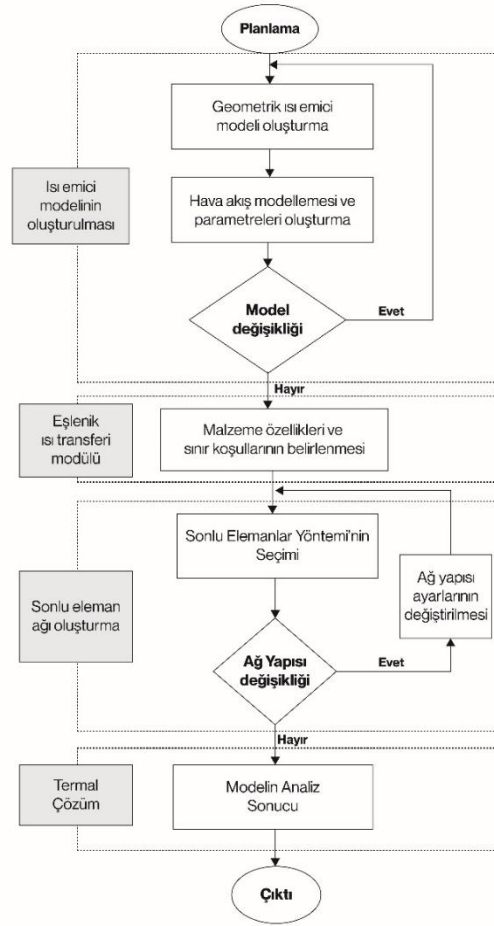 Planlama
Geometrik ısı emici
modeli oluşturma
Isı emici
modelinin
oluşturulması
Hava akış modellemesi ve
parametreleri oluşturma
Model
değişikliği
Evet
Hayır
Eşlenik
ısı transferi
modülü
Malzeme özellikleri ve
sınır koşullarının belirlenmesi
Sonlu Elemanlar Yöntemi'nin
Seçimi
Ağ yapısı
ayarlarının
değiştirilmesi
Sonlu eleman
ağı oluşturma
Ağ Yapısı
değişikliği
Evet
Hayır
Termal
Çözüm
Modelin Analiz
Sonucu
Çıktı